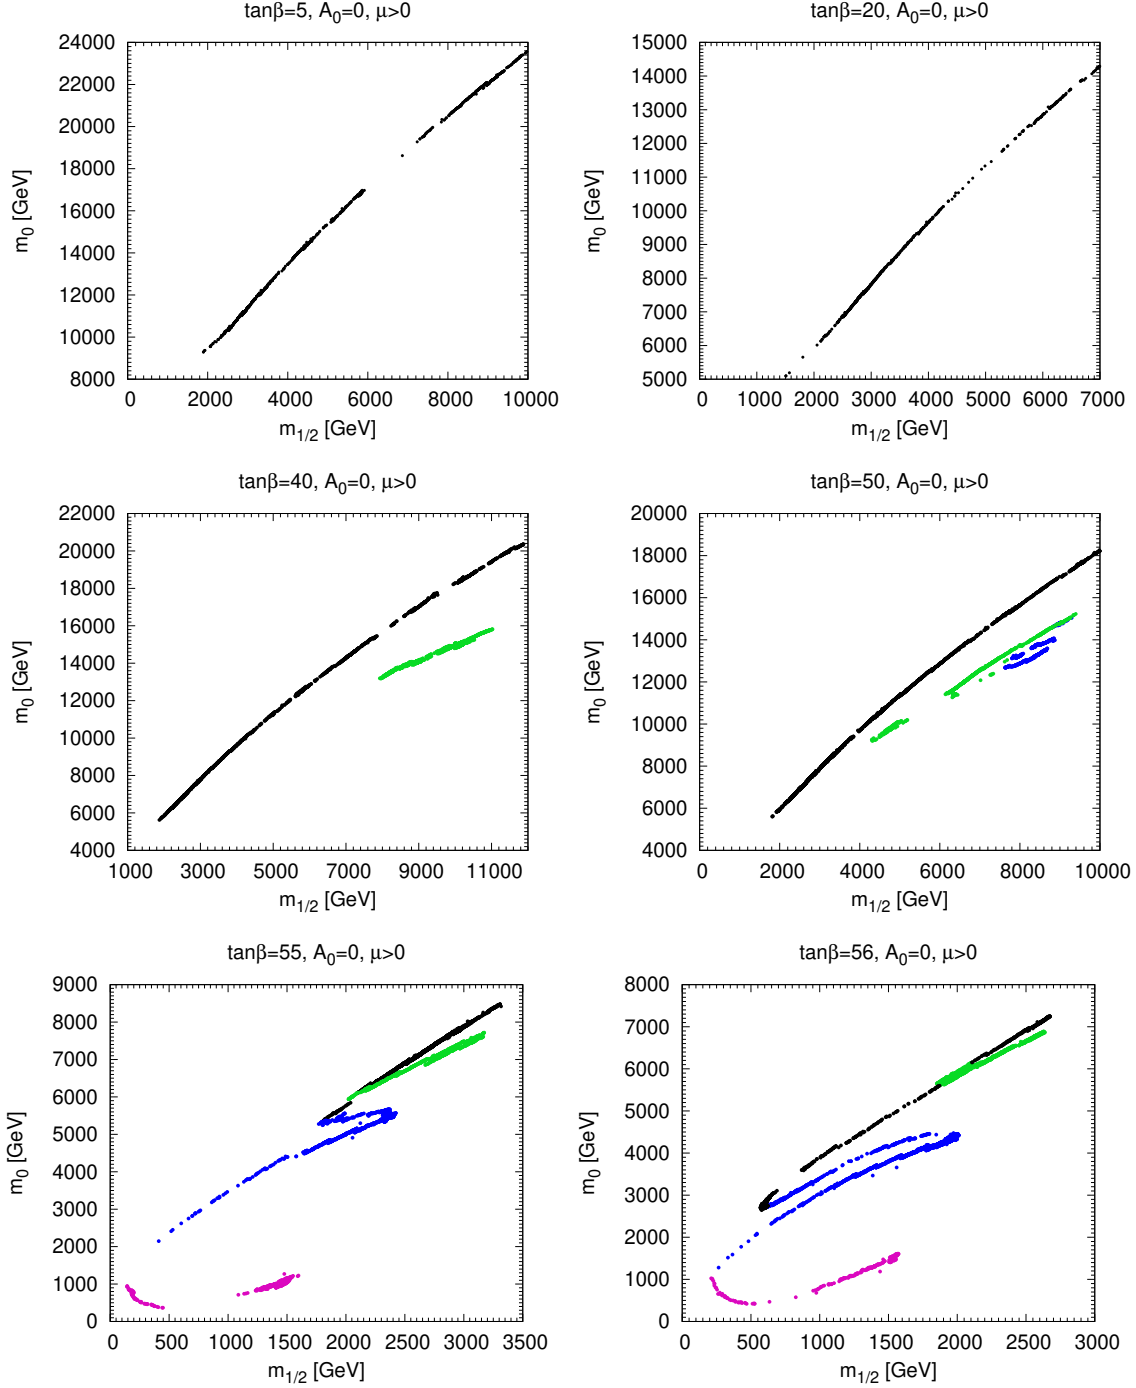 tanβ=5, A₀=0, μ>0
24000
22000
20000
18000
16000
14000
12000
10000
8000
m₀ [GeV]
0 2000 4000 6000 8000 10000
m₁/₂ [GeV]
tanβ=20, A₀=0, μ>0
15000
14000
13000
12000
11000
10000
9000
8000
7000
6000
5000
m₀ [GeV]
0 1000 2000 3000 4000 5000 6000 7000
m₁/₂ [GeV]
tanβ=40, A₀=0, μ>0
22000
20000
18000
16000
14000
12000
10000
8000
6000
4000
m₀ [GeV]
1000 3000 5000 7000 9000 11000
m₁/₂ [GeV]
tanβ=50, A₀=0, μ>0
20000
18000
16000
14000
12000
10000
8000
6000
4000
m₀ [GeV]
0 2000 4000 6000 8000 10000
m₁/₂ [GeV]
tanβ=55, A₀=0, μ>0
9000
8000
7000
6000
5000
4000
3000
2000
1000
0
m₀ [GeV]
0 500 1000 1500 2000 2500 3000 3500
m₁/₂ [GeV]
tanβ=56, A₀=0, μ>0
8000
7000
6000
5000
4000
3000
2000
1000
0
m₀ [GeV]
0 500 1000 1500 2000 2500 3000
m₁/₂ [GeV]